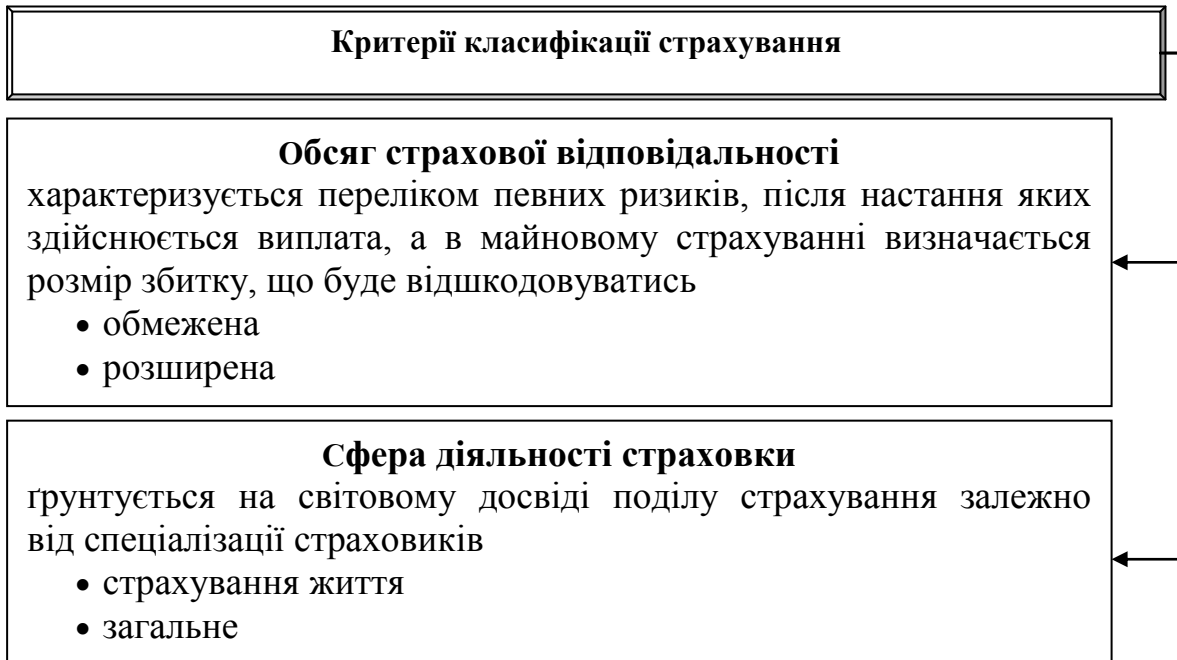 Критерії класифікації страхування
Обсяг страхової відповідальності
характеризується переліком певних ризиків, після настання яких
здійснюється виплата, а в майновому страхуванні визначається
розмір збитку, що буде відшкодовуватись
• обмежена
• розширена
Сфера діяльності страховки
ґрунтується на світовому досвіді поділу страхування залежно
від спеціалізації страховиків
• страхування життя
• загальне